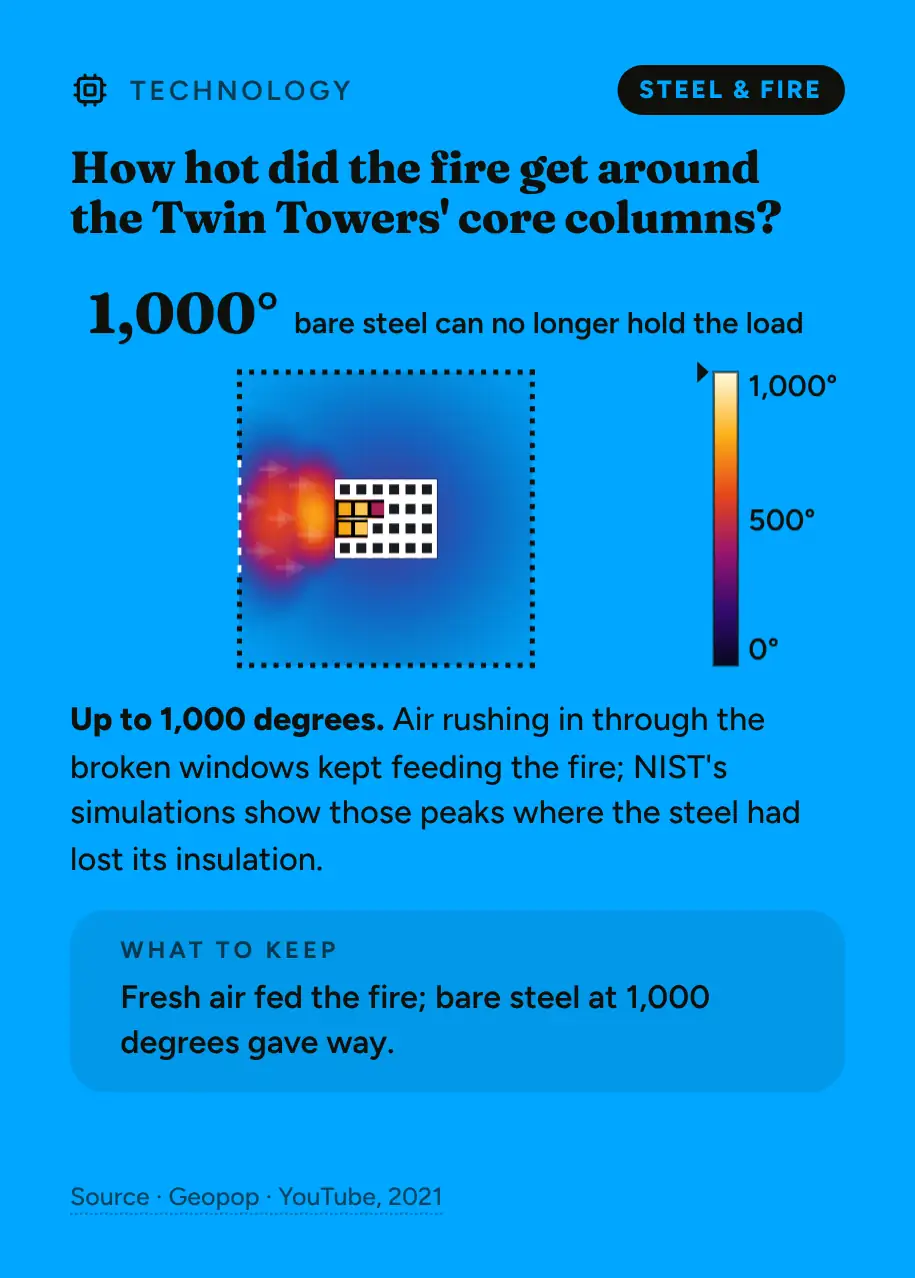 TECHNOLOGY
STEEL & FIRE
How hot did the fire get around
the Twin Towers' core columns?
1,000° bare steel can no longer hold the load
1,000°
500°
0°
Up to 1,000 degrees. Air rushing in through the
broken windows kept feeding the fire; NIST's
simulations show those peaks where the steel had
lost its insulation.
WHAT TO KEEP
Fresh air fed the fire; bare steel at 1,000
degrees gave way.
Source · Geopop · YouTube, 2021